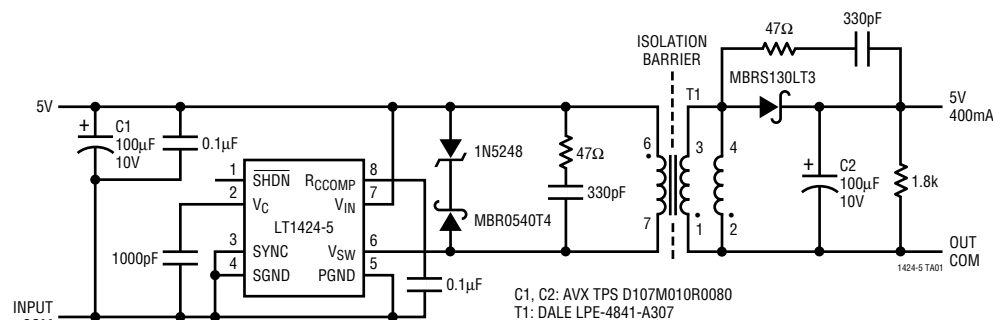 47Ω
330pF
ISOLATION
BARRIER
MBRS130LT3
T1
5V
5V
400mA
+
C1
100µF
10V
0.1µF
1N5248
47Ω
330pF
MBR0540T4
6
7
3
1
4
2
+
C2
100µF
10V
1.8k
1
SHDN
RCCOMP
8
2
VC
VIN
7
LT1424-5
3
SYNC
VSW
6
4
SGND
PGND
5
1000pF
0.1µF
OUT
COM
1424-5 TA01
C1, C2: AVX TPS D107M010R0080
T1: DALE LPE-4841-A307
INPUT